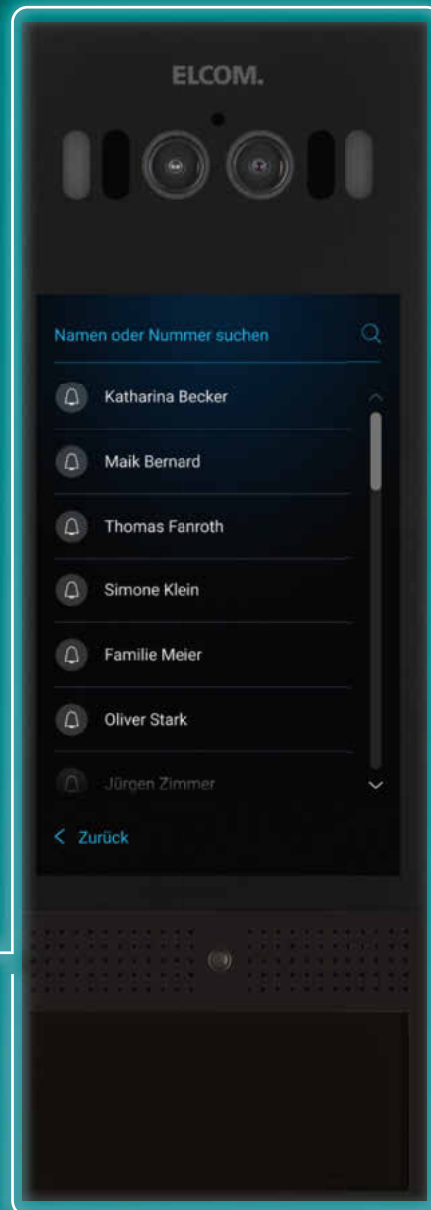 ELCOM.
Namen oder Nummer suchen
Katharina Becker
Maik Bernard
Thomas Fanroth
Simone Klein
Familie Meier
Oliver Stark
Jürgen Zimmer
Zurück